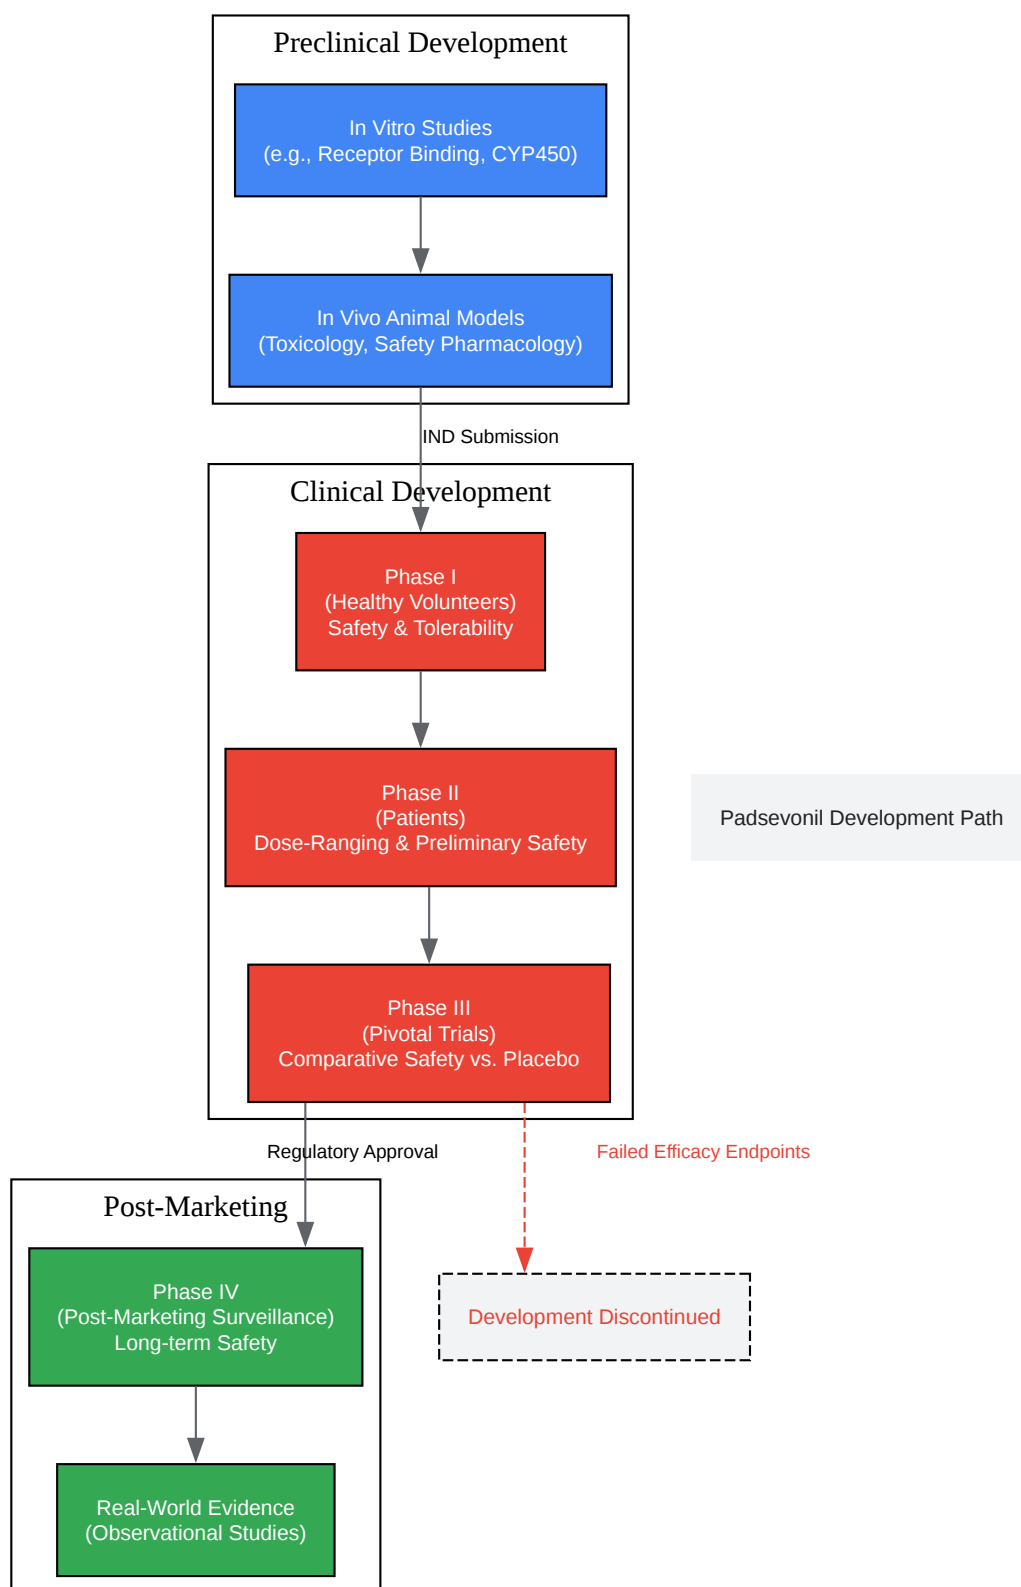 Preclinical Development
In Vitro Studies
(e.g., Receptor Binding, CYP450)
In Vivo Animal Models
(Toxicology, Safety Pharmacology)
IND Submission
Clinical Development
Phase I
(Healthy Volunteers)
Safety & Tolerability
Phase II
(Patients)
Dose-Ranging & Preliminary Safety
Padsevonil Development Path
Phase III
(Pivotal Trials)
Comparative Safety vs. Placebo
Regulatory Approval
Failed Efficacy Endpoints
Post-Marketing
Phase IV
(Post-Marketing Surveillance)
Long-term Safety
Development Discontinued
Real-World Evidence
(Observational Studies)